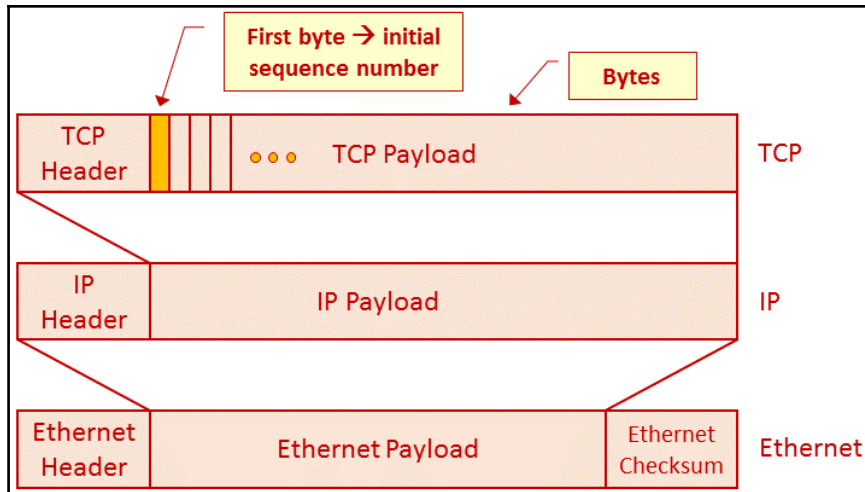 First byte → initial
sequence number
Bytes
TCP
Header
TCP Payload
TCP
IP
Header
IP Payload
IP
Ethernet
Header
Ethernet Payload
Ethernet
Checksum
Ethernet